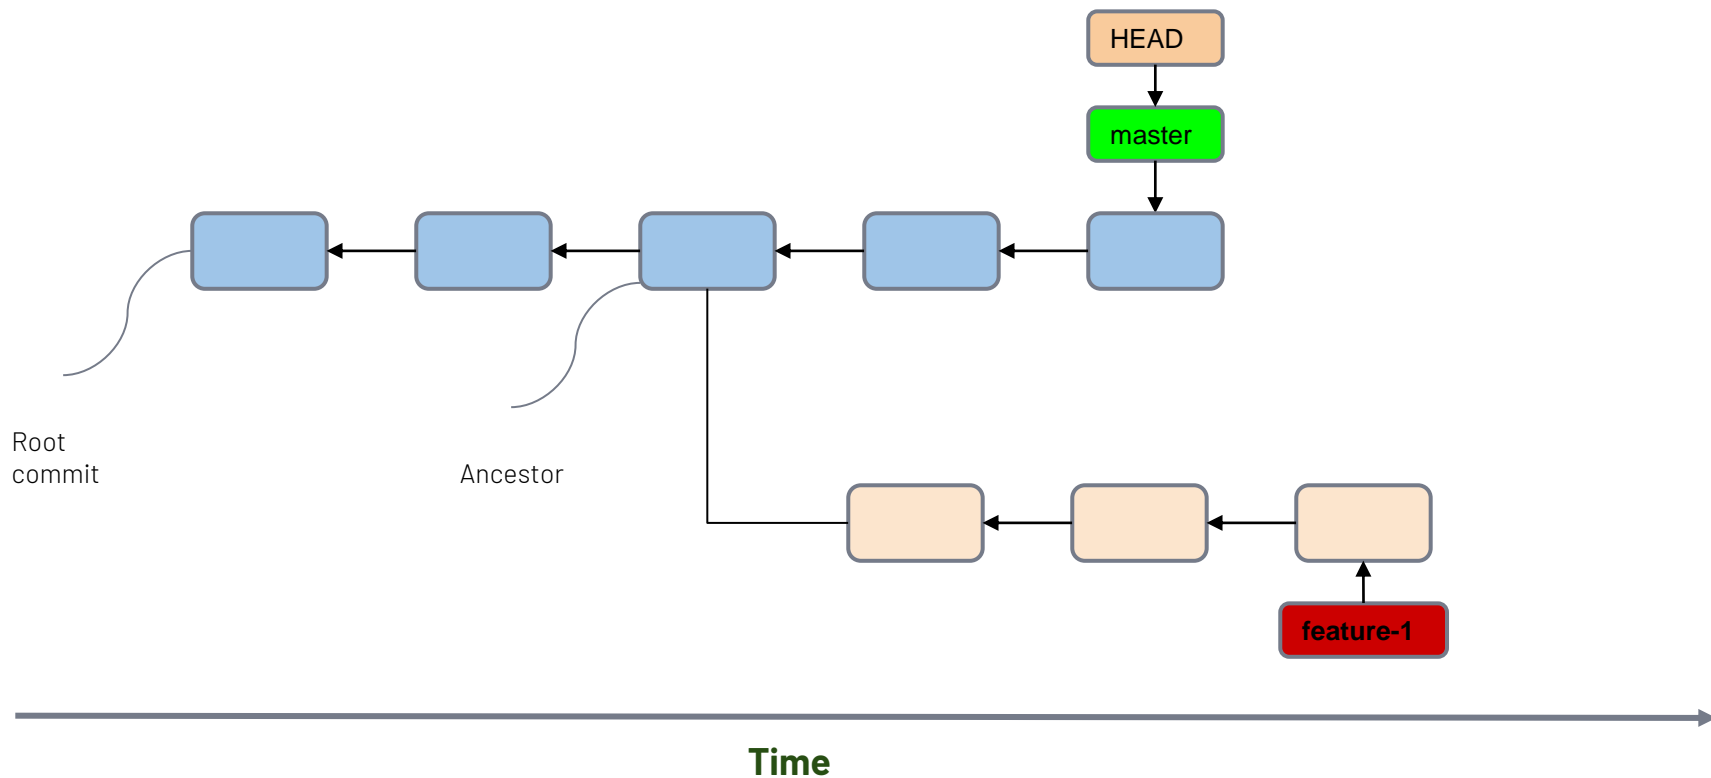 HEAD
master
Root
commit
Ancestor
feature-1
Time